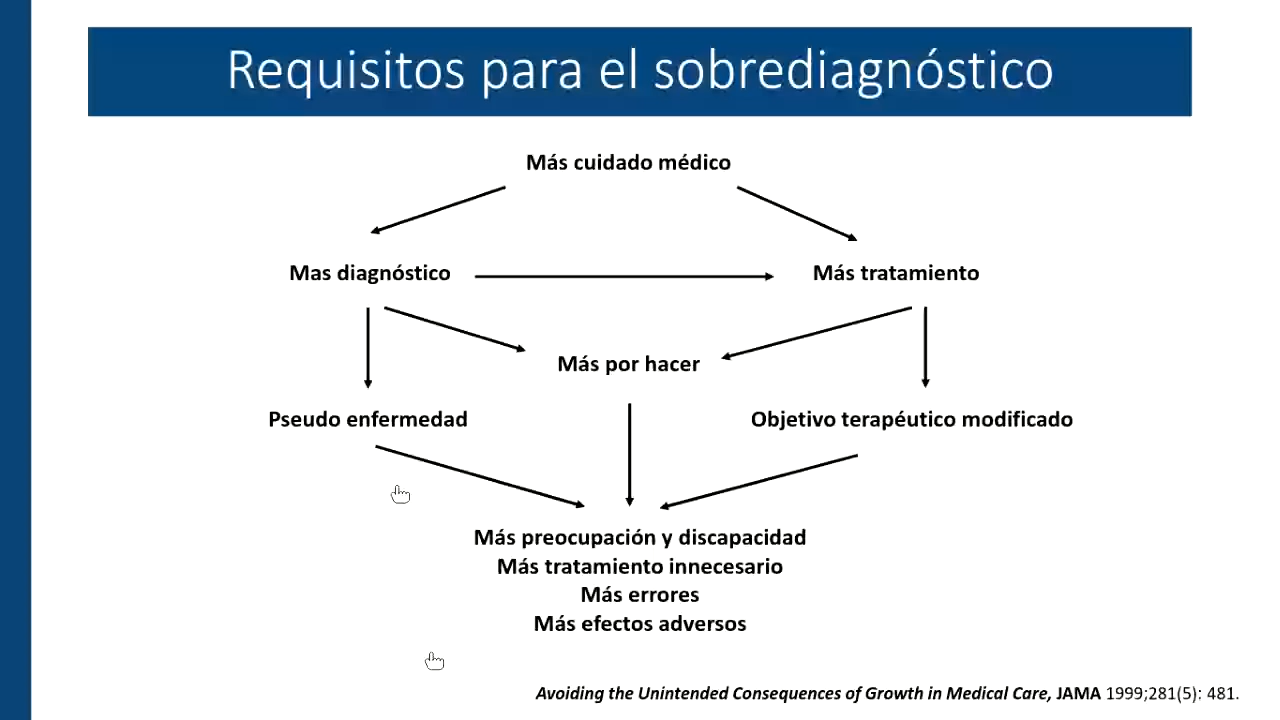 Requisitos para el sobrediagnóstico
Más cuidado médico
Mas diagnóstico
Más tratamiento
Más por hacer
Pseudo enfermedad
Objetivo terapéutico modificado
Más preocupación y discapacidad
Más tratamiento innecesario
Más errores
Más efectos adversos
Avoiding the Unintended Consequences of Growth in Medical Care, JAMA 1999;281(5): 481.